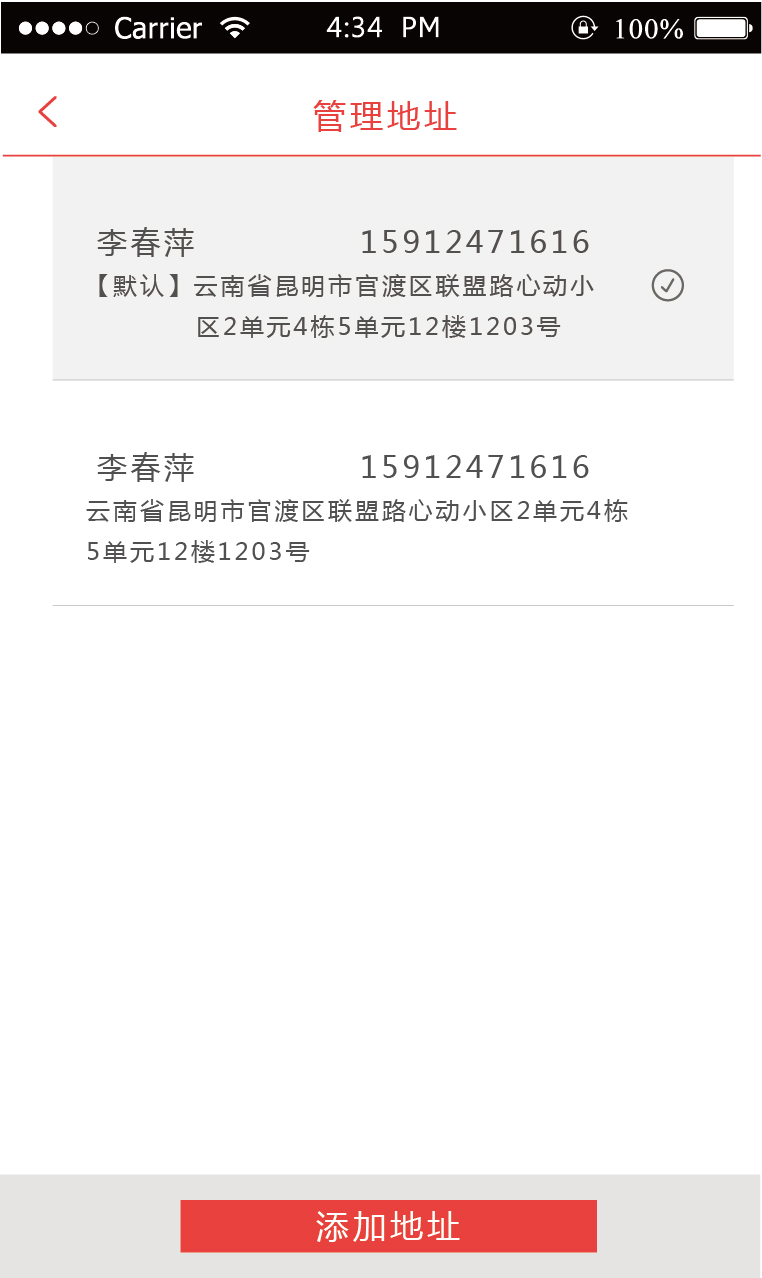 Carrier 4:34 PM 100%
管理地址
李春萍 15912471616
【默认】云南省昆明市官渡区联盟路心动小
区2单元4栋5单元12楼1203号
李春萍 15912471616
云南省昆明市官渡区联盟路心动小区2单元4栋
5单元12楼1203号
添加地址